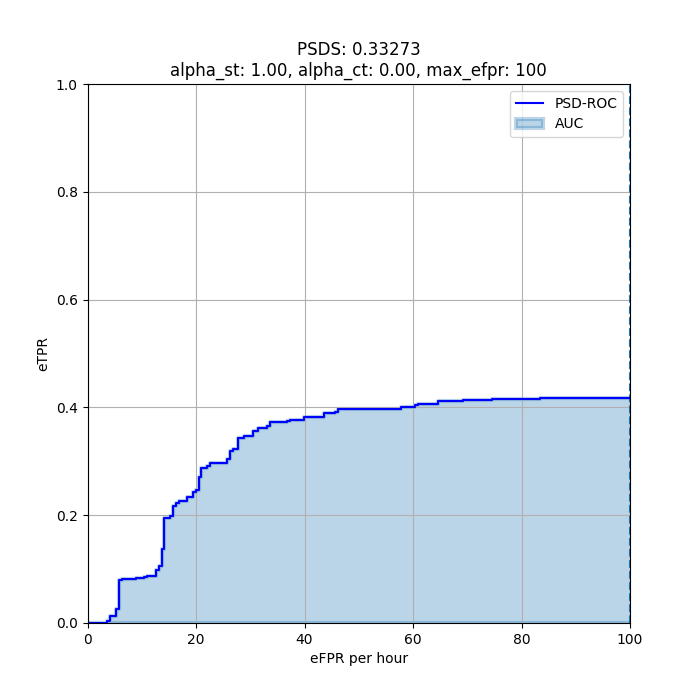 PSDS: 0.33273
alpha_st: 1.00, alpha_ct: 0.00, max_efpr: 100
PSD-ROC
AUC
1.0
0.8
0.6
0.4
0.2
0.0
eTPR
0 20 40 60 80 100
eFPR per hour